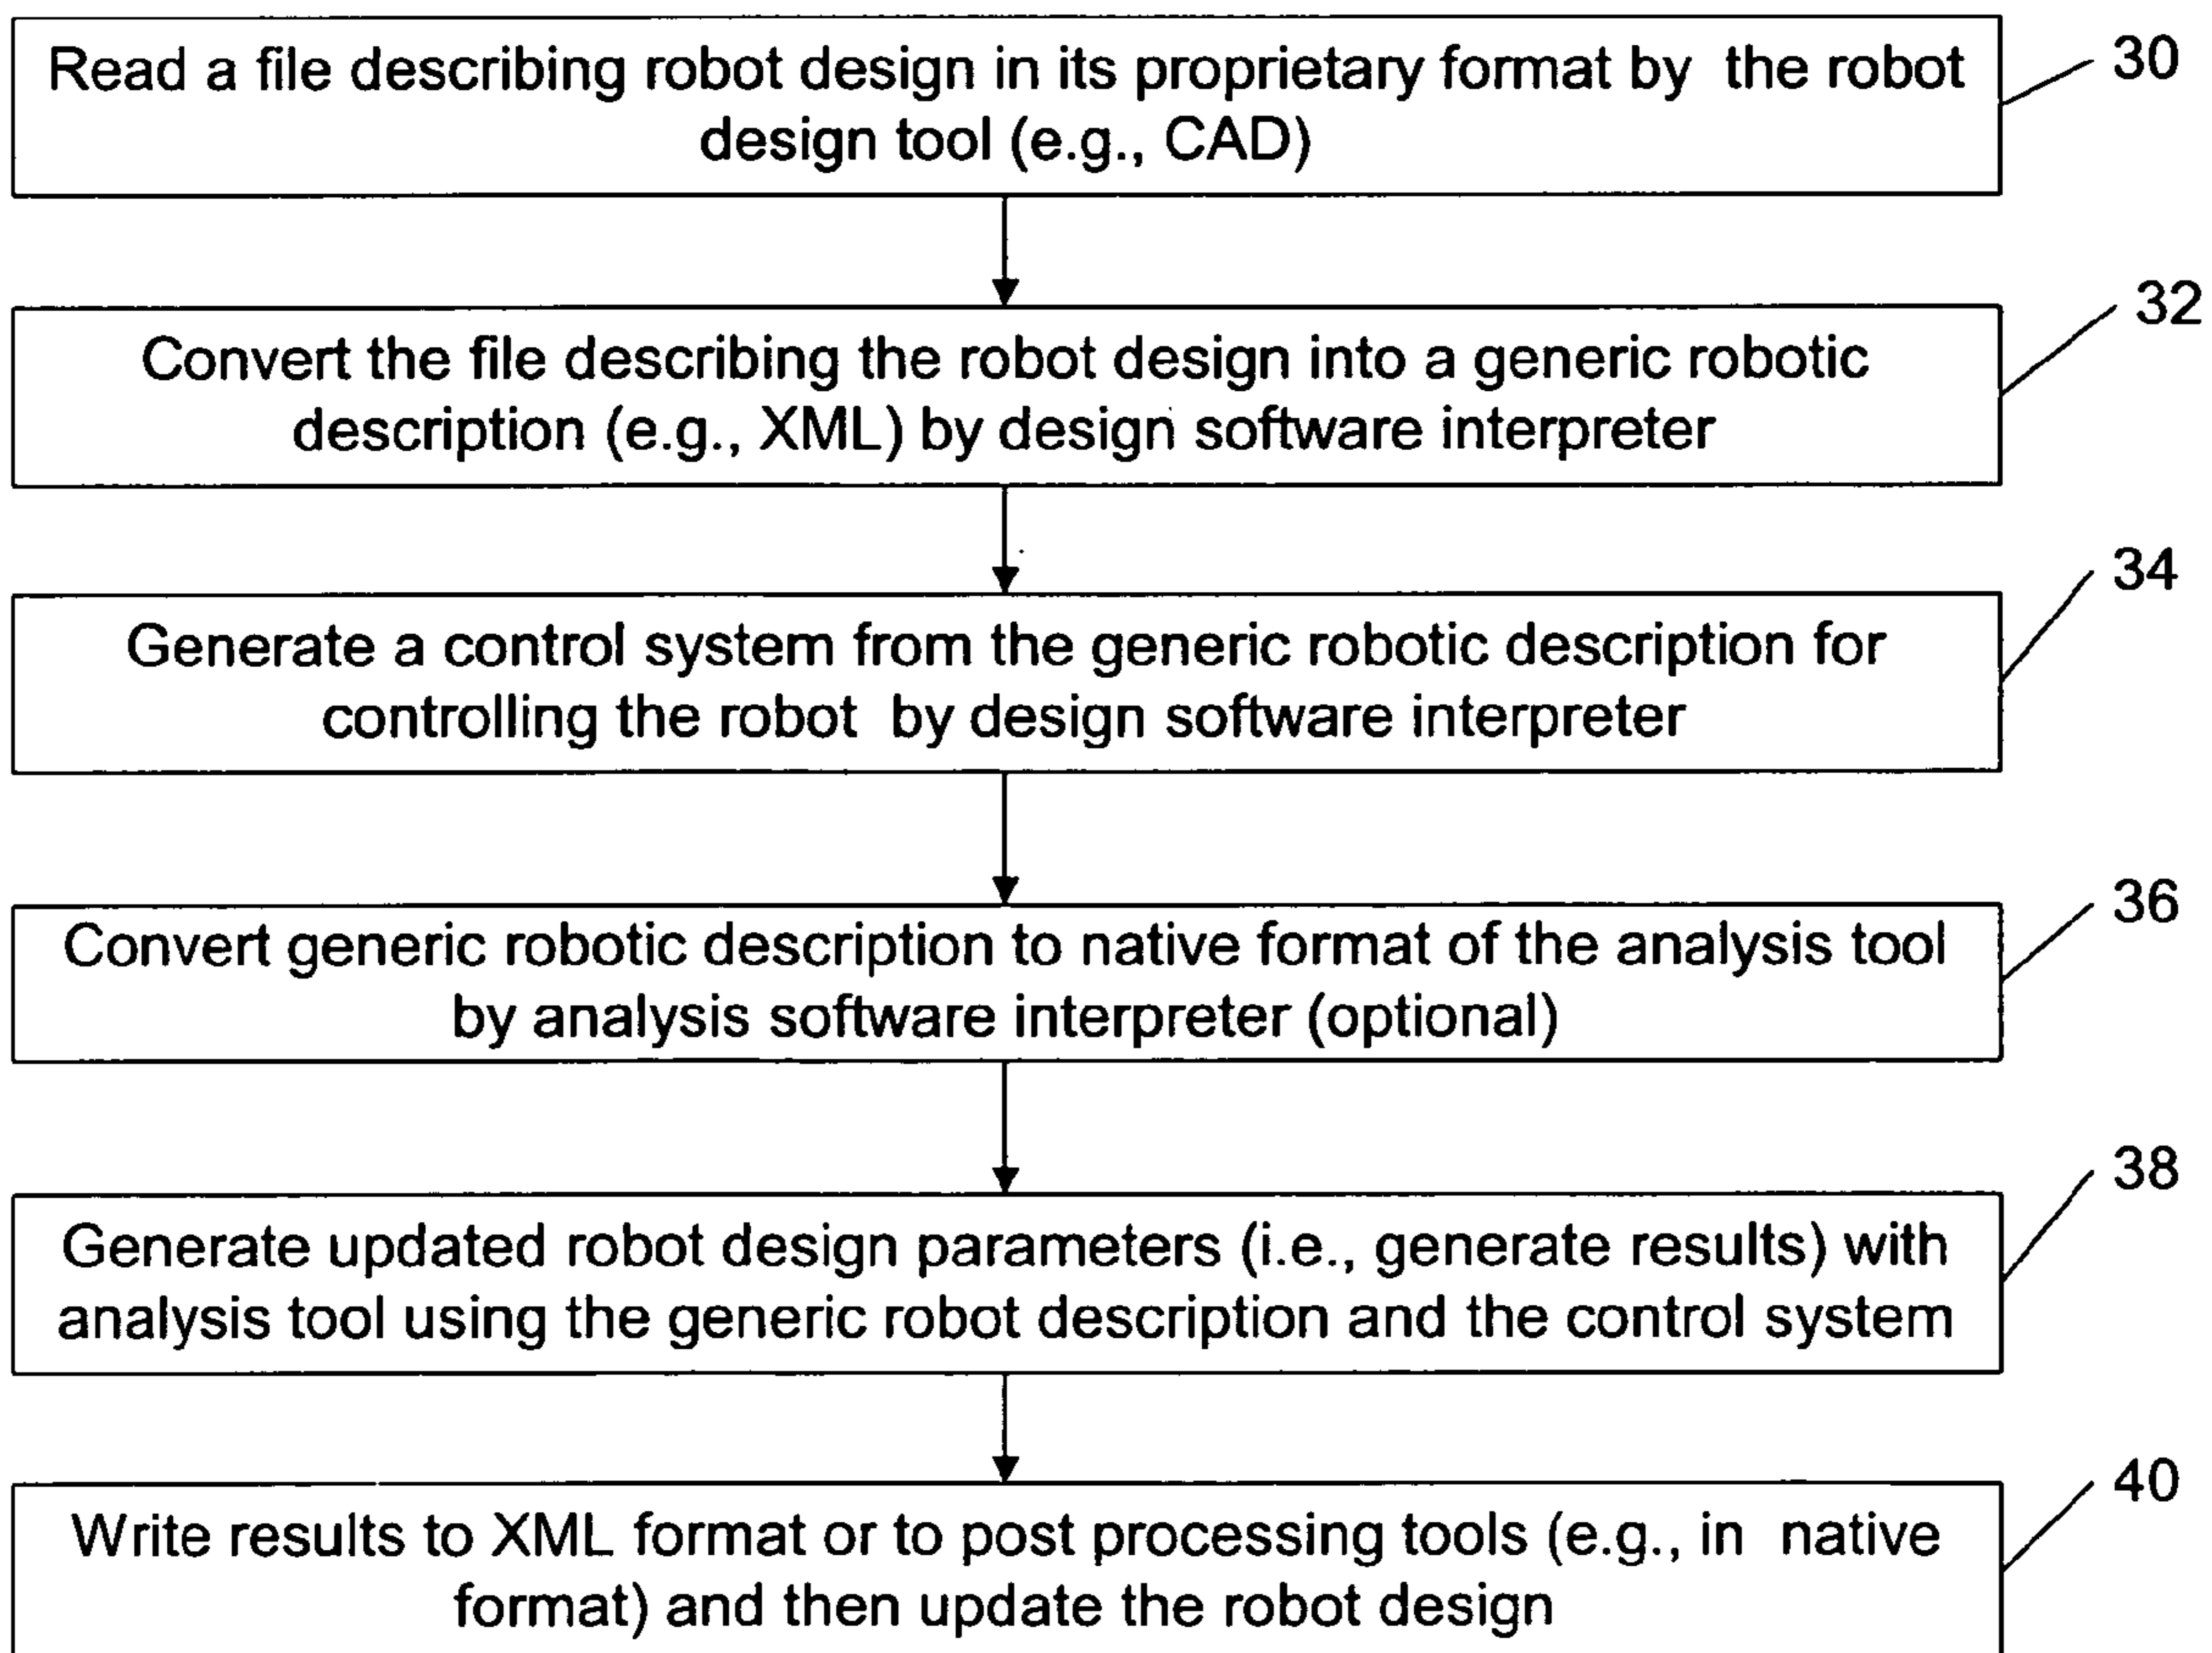 Read a file describing robot design in its proprietary format by the robot
design tool (e.g., CAD)
30
Convert the file describing the robot design into a generic robotic
description (e.g., XML) by design software interpreter
32
Generate a control system from the generic robotic description for
controlling the robot by design software interpreter
34
Convert generic robotic description to native format of the analysis tool
by analysis software interpreter (optional)
36
Generate updated robot design parameters (i.e., generate results) with
analysis tool using the generic robot description and the control system
38
Write results to XML format or to post processing tools (e.g., in native
format) and then update the robot design
40